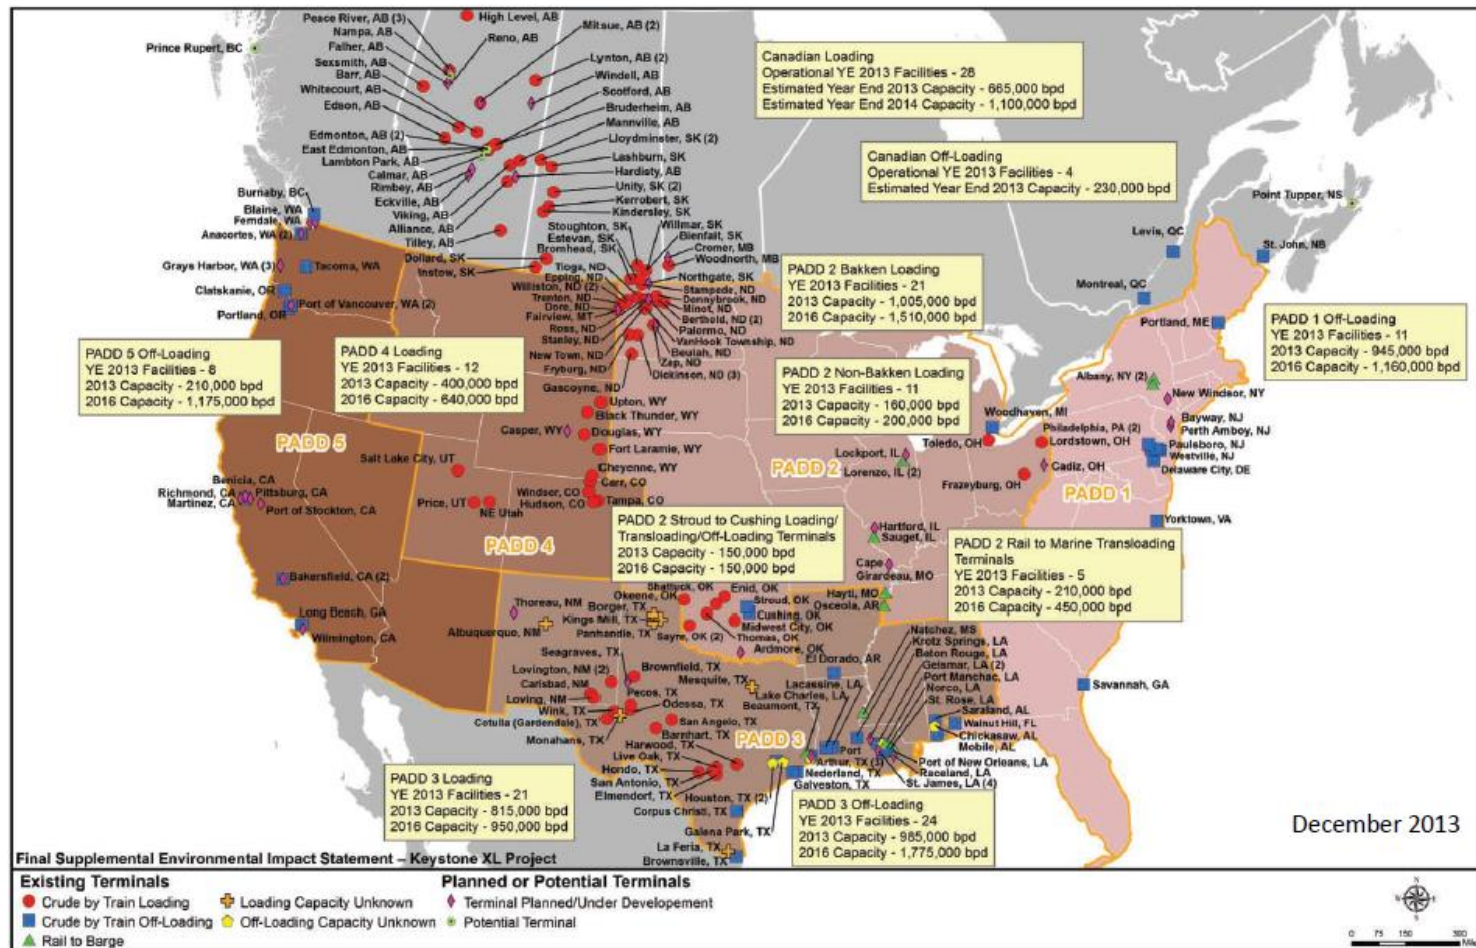 Peace River, AB (3)
High Level, AB
Nampa, AB
Mitsue, AB (2)
Reno, AB
Prince Rupert, BC
Falher, AB
Sexsmith, AB
Lynton, AB (2)
Barr, AB
Windell, AB
Whitecourt, AB
Scotford, AB
Edson, AB
Bruderheim, AB
Mannville, AB
Edmonton, AB (2)
Lloydminster, SK (2)
East Edmonton, AB
Lambton Park, AB
Lashburn, SK
Calmar, AB
Hardisty, AB
Rimbey, AB
Unity, SK (2)
Eckville, AB
Kerrobert, SK
Viking, AB
Kindersley, SK
Alliance, AB
Tilley, AB
Canadian Loading
Operational YE 2013 Facilities - 28
Estimated Year End 2013 Capacity - 665,000 bpd
Estimated Year End 2014 Capacity - 1,100,000 bpd
Canadian Off-Loading
Operational YE 2013 Facilities - 4
Estimated Year End 2013 Capacity - 230,000 bpd
Point Tupper, NS
Levis, QC
St. John, NB
Montreal, QC
Portland, ME
Burnaby, BC
Blaine, WA
Ferndale, WA
Anacortes, WA (2)
Grays Harbor, WA (3)
Tacoma, WA
Clatskanie, OR
Port of Vancouver, WA (2)
Portland, OR
Stoughton, SK
Willmar, SK
Estevan, SK
Bienfait, SK
Bromhead, SK
Cromer, MB
Dollard, SK
Woodnorth, MB
Instow, SK
Tioga, ND
Northgate, SK
Epping, ND
Stampede, ND
Williston, ND (2)
Donnybrook, ND
Trenton, ND
Minot, ND
Dore, ND
Berthold, ND (2)
Fairview, MT
Palermo, ND
Ross, ND
VanHook Township, ND
Stanley, ND
Beulah, ND
New Town, ND
Zap, ND
Fryburg, ND
Dickinson, ND (3)
Gascoyne, ND
PADD 2 Bakken Loading
YE 2013 Facilities - 21
2013 Capacity - 1,005,000 bpd
2016 Capacity - 1,510,000 bpd
PADD 1 Off-Loading
YE 2013 Facilities - 11
2013 Capacity - 945,000 bpd
2016 Capacity - 1,160,000 bpd
PADD 5 Off-Loading
YE 2013 Facilities - 8
2013 Capacity - 210,000 bpd
2016 Capacity - 1,175,000 bpd
PADD 4 Loading
YE 2013 Facilities - 12
2013 Capacity - 400,000 bpd
2016 Capacity - 640,000 bpd
PADD 2 Non-Bakken Loading
YE 2013 Facilities - 11
2013 Capacity - 160,000 bpd
2016 Capacity - 200,000 bpd
Albany, NY (2)
New Windsor, NY
Bayway, NJ
Perth Amboy, NJ
Woodhaven, MI
Philadelphia, PA (2)
Toledo, OH
Lordstown, OH
Paulsboro, NJ
Westville, NJ
Delaware City, DE
Cadiz, OH
Frazeyburg, OH
Lockport, IL
Lorenzo, IL (2)
PADD 5
PADD 4
PADD 2
PADD 1
Upton, WY
Black Thunder, WY
Casper, WY
Douglas, WY
Fort Laramie, WY
Salt Lake City, UT
Cheyenne, WY
Carr, CO
Windsor, CO
Hudson, CO
Tampa, CO
Price, UT
NE Utah
Benicia, CA
Richmond, CA
Pittsburg, CA
Martinez, CA
Port of Stockton, CA
Bakersfield, CA (2)
Long Beach, CA
Wilmington, CA
Yorktown, VA
Hartford, IL
Sauget, IL
Cape
Girardeau, MO
Hayti, MO
Osceola, AR
PADD 2 Stroud to Cushing Loading/
Transloading/Off-Loading Terminals
2013 Capacity - 150,000 bpd
2016 Capacity - 150,000 bpd
PADD 2 Rail to Marine Transloading
Terminals
YE 2013 Facilities - 5
2013 Capacity - 210,000 bpd
2016 Capacity - 450,000 bpd
Shattuck, OK
Enid, OK
Okeene, OK
Stroud, OK
Thoreau, NM
Borger, TX
Cushing, OK
Kings Mill, TX
Midwest City, OK
Albuquerque, NM
Panhandle, TX
Sayre, OK (2)
Thomas, OK
Ardmore, OK
Natchez, MS
Krotz Springs, LA
Baton Rouge, LA
Geismar, LA (2)
Port Manchac, LA
Norco, LA
St. Rose, LA
El Dorado, AR
Seagraves, TX
Brownfield, TX
Lovington, NM (2)
Mesquite, TX
Lacassine, LA
Carlsbad, NM
Pecos, TX
Lake Charles, LA
Loving, NM
Odessa, TX
Beaumont, TX
Wink, TX
Cotulla (Gardendale), TX
San Angelo, TX
Monahans, TX
Barnhart, TX
PADD 3
Harwood, TX
Live Oak, TX
Hondo, TX
San Antonio, TX
Elmendorf, TX
Houston, TX (2)
Corpus Christi, TX
Galena Park, TX
La Feria, TX
Brownsville, TX
Port
Arthur, TX (3)
Nederland, TX
Galveston, TX
Savannah, GA
Saraland, AL
Walnut Hill, FL
Chickasaw, AL
Mobile, AL
Port of New Orleans, LA
Raceland, LA
St. James, LA (4)
PADD 3 Loading
YE 2013 Facilities - 21
2013 Capacity - 815,000 bpd
2016 Capacity - 950,000 bpd
PADD 3 Off-Loading
YE 2013 Facilities - 24
2013 Capacity - 985,000 bpd
2016 Capacity - 1,775,000 bpd
December 2013
Final Supplemental Environmental Impact Statement – Keystone XL Project
Existing Terminals
Crude by Train Loading
Crude by Train Off-Loading
Rail to Barge
Loading Capacity Unknown
Off-Loading Capacity Unknown
Planned or Potential Terminals
Terminal Planned/Under Developement
Potential Terminal
N
0 75 150 300